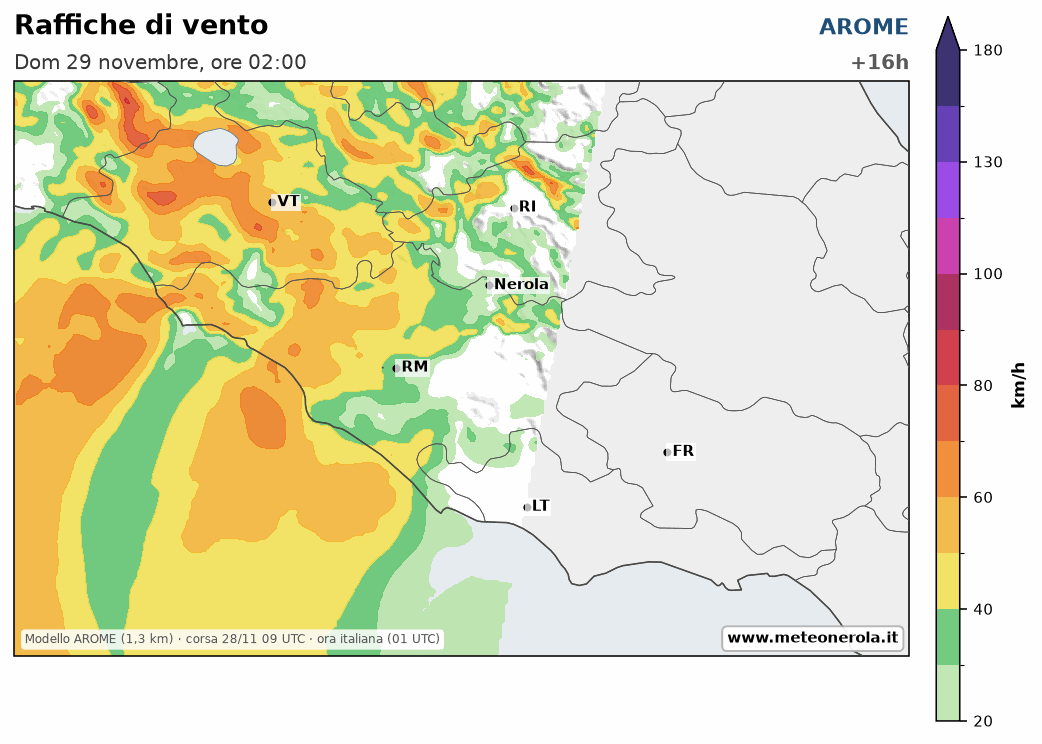 Raffiche di vento
AROME
Dom 29 novembre, ore 02:00
+16h
180
130
100
80
60
40
20
km/h
VT
RI
Nerola
RM
FR
LT
Modello AROME (1,3 km) · corsa 28/11 09 UTC · ora italiana (01 UTC)
www.meteonerola.it